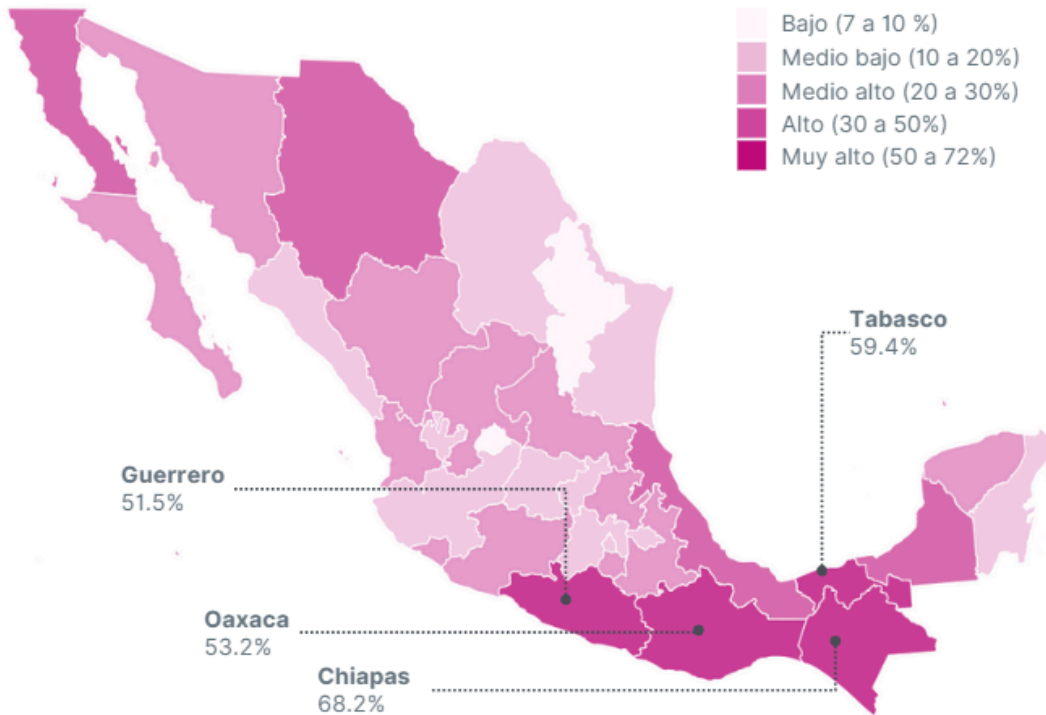 Bajo (7 a 10 %)
Medio bajo (10 a 20%)
Medio alto (20 a 30%)
Alto (30 a 50%)
Muy alto (50 a 72%)
Tabasco
59.4%
Guerrero
51.5%
Oaxaca
53.2%
Chiapas
68.2%